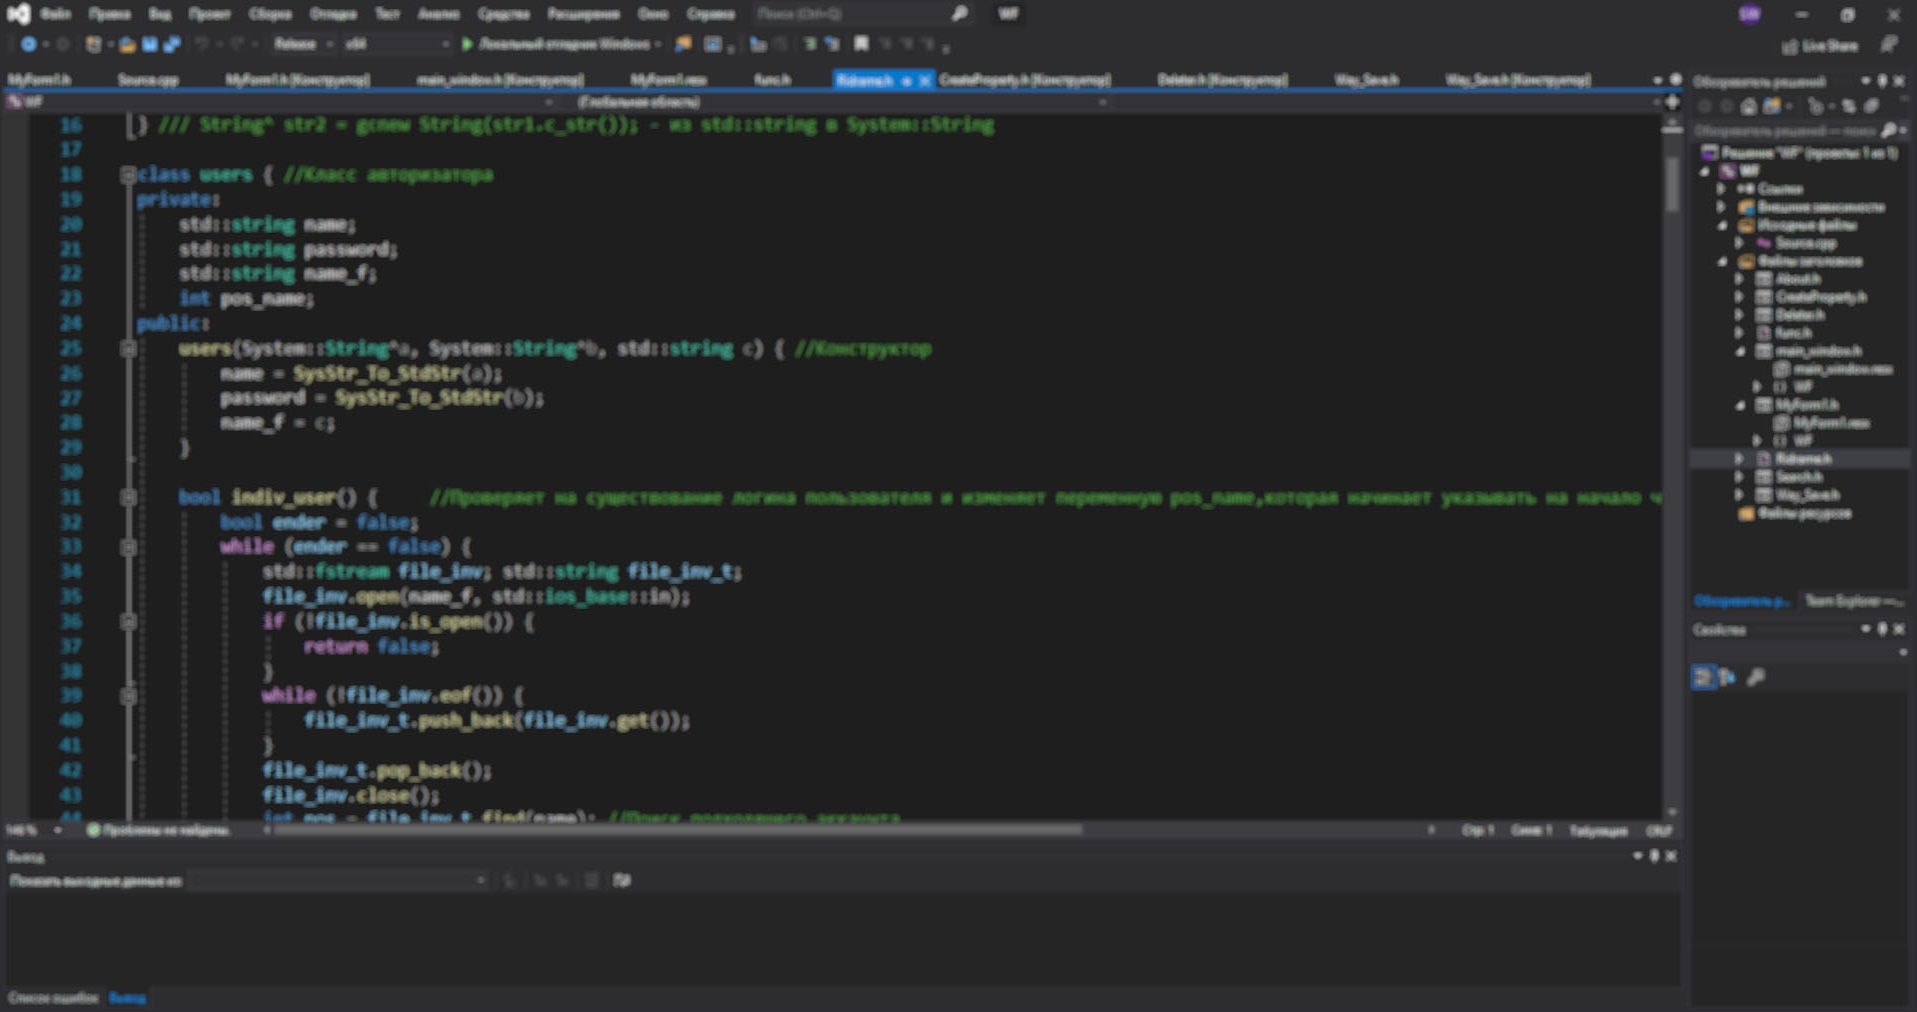 Файл Правка Вид Проект Сборка Отладка Тест Анализ Средства Расширения Окно Справка Поиск (Ctrl+Q) WF SW
Release x64 Локальный отладчик Windows Live Share
MyForm1.h Source.cpp MyForm1.h [Конструктор] main_window.h [Конструктор] MyForm1.resx func.h CreateProperty.h [Конструктор] Deleter.h [Конструктор] Way_Save.h Way_Save.h [Конструктор]
WF (Глобальная область)
16 } /// String^ str2 = gcnew String(str1.c_str()); - из std::string в System::String
17
18 class users { //Класс авторизатора
19 private:
20 std::string name;
21 std::string password;
22 std::string name_f;
23 int pos_name;
24 public:
25 users(System::String^a, System::String^b, std::string c) { //Конструктор
26 name = SysStr_To_StdStr(a);
27 password = SysStr_To_StdStr(b);
28 name_f = c;
29 }
30
31 bool indiv_user() { //Проверяет на существование логина пользователя и изменяет переменную pos_name,которая начинает указывать на начало ч
32 bool ender = false;
33 while (ender == false) {
34 std::fstream file_inv; std::string file_inv_t;
35 file_inv.open(name_f, std::ios_base::in);
36 if (!file_inv.is_open()) {
37 return false;
38 }
39 while (!file_inv.eof()) {
40 file_inv_t.push_back(file_inv.get());
41 }
42 file_inv_t.pop_back();
43 file_inv.close();
44 int pos = file_inv_t.find(name); //Поиск подходящего аккаунта
146 % Проблемы не найдены. Стр: 1 Симв: 1 Табуляция CRLF
Вывод
Показать выходные данные из:
Список ошибок Вывод
Обозреватель решений
Обозреватель решений — поиск
Решение "WF" (проекты: 1 из 1)
WF
Ссылки
Внешние зависимости
Исходные файлы
Source.cpp
Файлы заголовков
About.h
CreateProperty.h
Deleter.h
func.h
main_window.h
main_window.resx
WF
MyForm1.h
MyForm1.resx
WF
Search.h
Way_Save.h
Файлы ресурсов
Обозреватель р... Team Explorer —...
Свойства